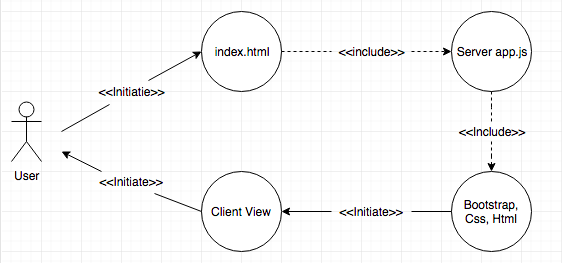 index.html
<<include>>
Server app.js
<<Initiatie>>
<<Include>>
User
<<Initiate>>
Client View
<<Initiate>>
Bootstrap,
Css, Html